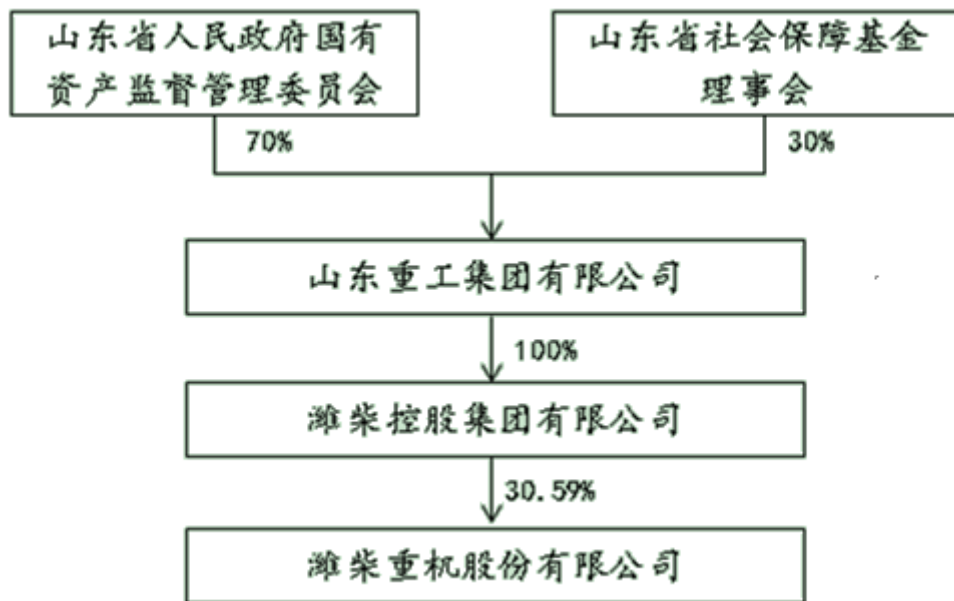 山东省人民政府国有
资产监督管理委员会
山东省社会保障基金
理事会
70%
30%
山东重工集团有限公司
100%
潍柴控股集团有限公司
30.59%
潍柴重机股份有限公司